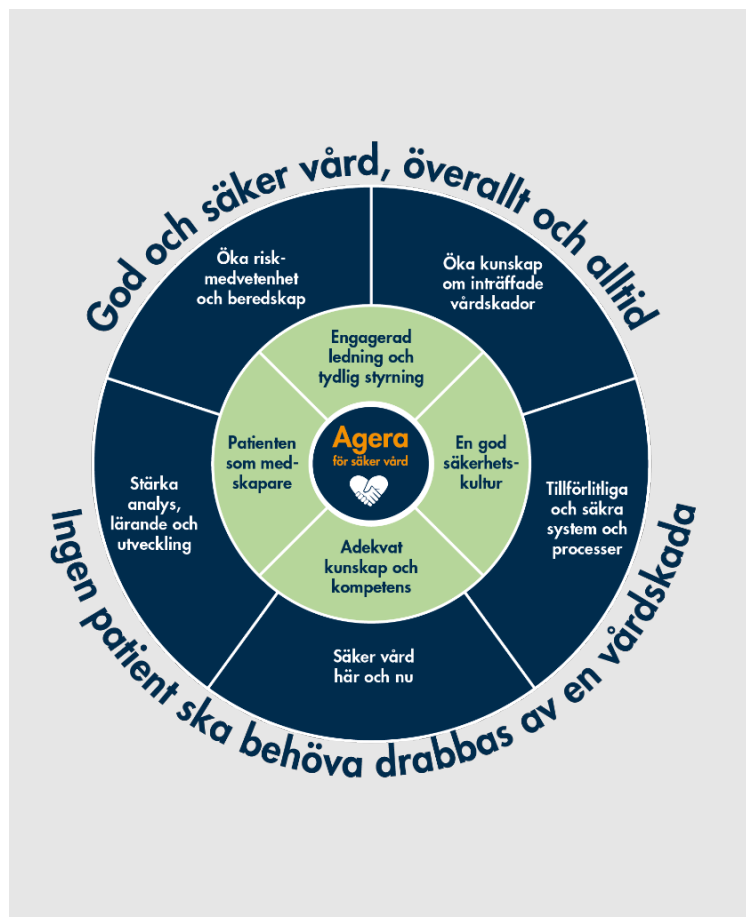 God och säker vård, överallt och alltid
Öka risk-
medvetenhet
och beredskap
Öka kunskap
om inträffade
vårdskador
Engagerad
ledning och
tydlig styrning
Patienten
som med-
skapare
Agera
för säker vård
En god
säkerhets-
kultur
Stärka
analys,
lärande och
utveckling
Tillförlitliga
och säkra
system och
processer
Adekvat
kunskap och
kompetens
Säker vård
här och nu
Ingen patient ska behöva drabbas av en vårdskada